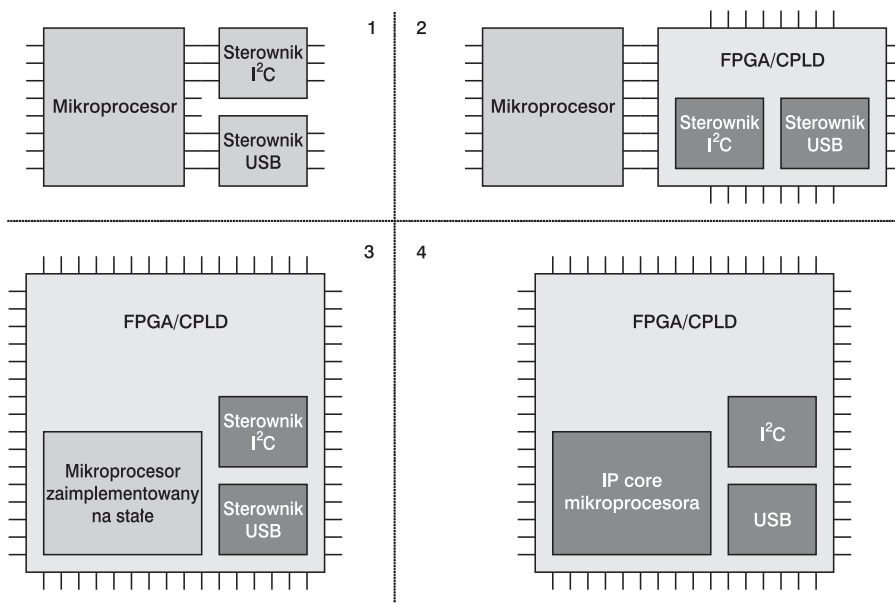 1
Mikroprocesor
Sterownik
I²C
Sterownik
USB
2
Mikroprocesor
FPGA/CPLD
Sterownik
I²C
Sterownik
USB
3
FPGA/CPLD
Sterownik
I²C
Mikroprocesor
zaimplementowany
na stałe
Sterownik
USB
4
FPGA/CPLD
I²C
IP core
mikroprocesora
USB